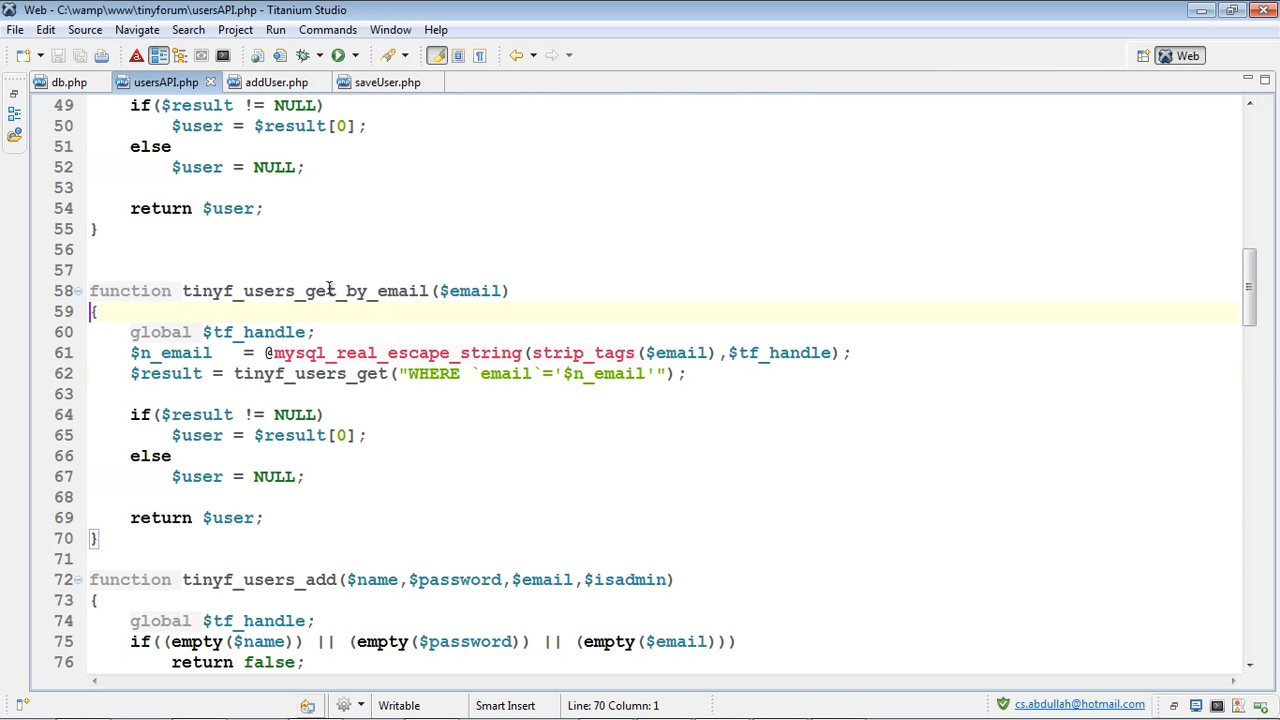 Web - C:\wamp\www\tinyforum\usersAPI.php - Titanium Studio
File Edit Source Navigate Search Project Run Commands Window Help
Web
db.php usersAPI.php addUser.php saveUser.php
49 if($result != NULL)
50 $user = $result[0];
51 else
52 $user = NULL;
53
54 return $user;
55 }
56
57
58 function tinyf_users_get_by_email($email)
59 {
60 global $tf_handle;
61 $n_email = @mysql_real_escape_string(strip_tags($email),$tf_handle);
62 $result = tinyf_users_get("WHERE `email`='$n_email'");
63
64 if($result != NULL)
65 $user = $result[0];
66 else
67 $user = NULL;
68
69 return $user;
70 }
71
72 function tinyf_users_add($name,$password,$email,$isadmin)
73 {
74 global $tf_handle;
75 if((empty($name)) || (empty($password)) || (empty($email)))
76 return false;
Writable Smart Insert Line: 70 Column: 1 cs.abdullah@hotmail.com